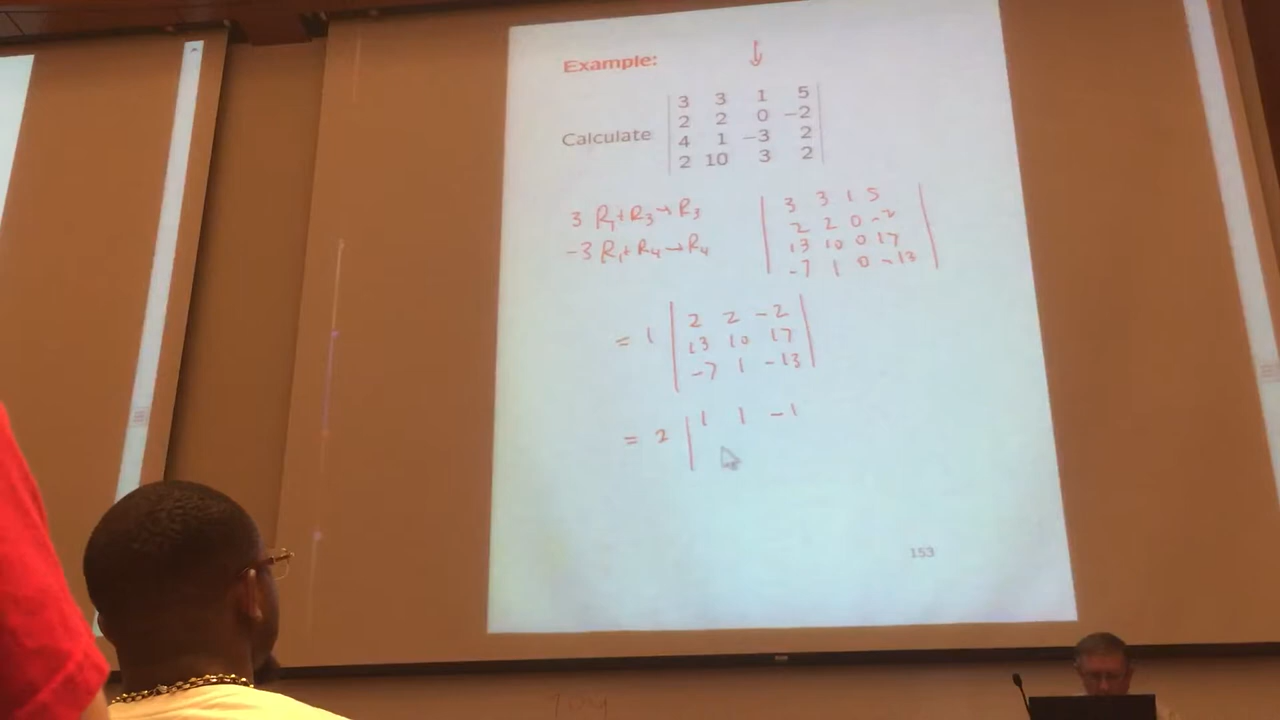 Example:
↓
Calculate
3 3 1 5
2 2 0 −2
4 1 −3 2
2 10 3 2
3 R₁+R₃→R₃
-3 R₁+R₄→R₄
3 3 1 5
2 2 0 -2
13 10 0 17
-7 1 0 -13
= 1
2 2 -2
13 10 17
-7 1 -13
= 2
1 1 -1
153